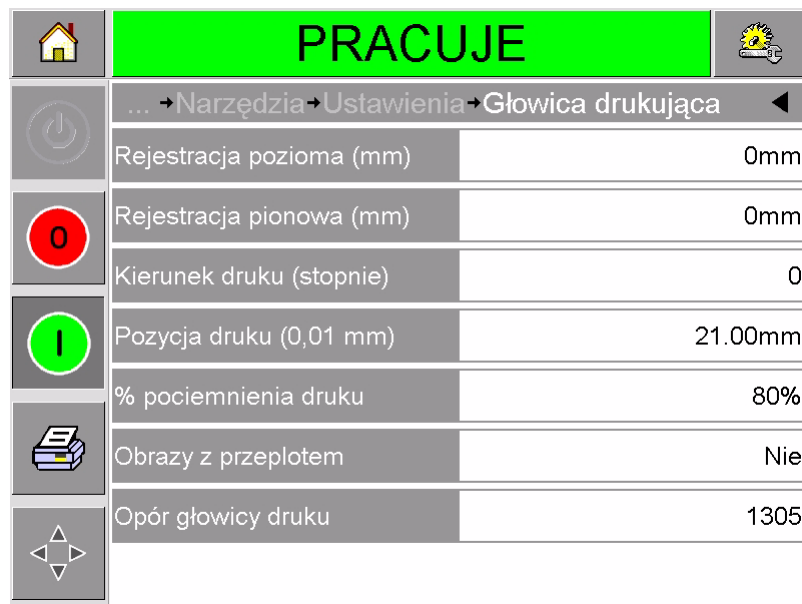 PRACUJE
... →Narzędzia→Ustawienia→Głowica drukująca
Rejestracja pozioma (mm) 0mm
Rejestracja pionowa (mm) 0mm
0
Kierunek druku (stopnie) 0
I
Pozycja druku (0,01 mm) 21.00mm
% pociemnienia druku 80%
Obrazy z przeplotem Nie
Opór głowicy druku 1305